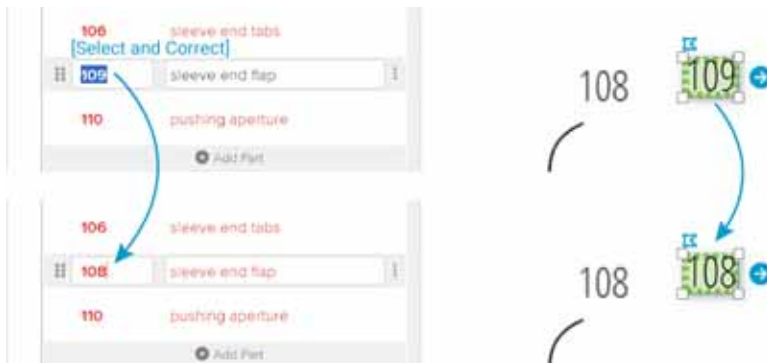 106 sleeve end tabs
[Select and Correct]
109 sleeve end flap
110 pushing aperture
Add Part
108 109
106 sleeve end tabs
108 sleeve end flap
110 pushing aperture
Add Part
108 108